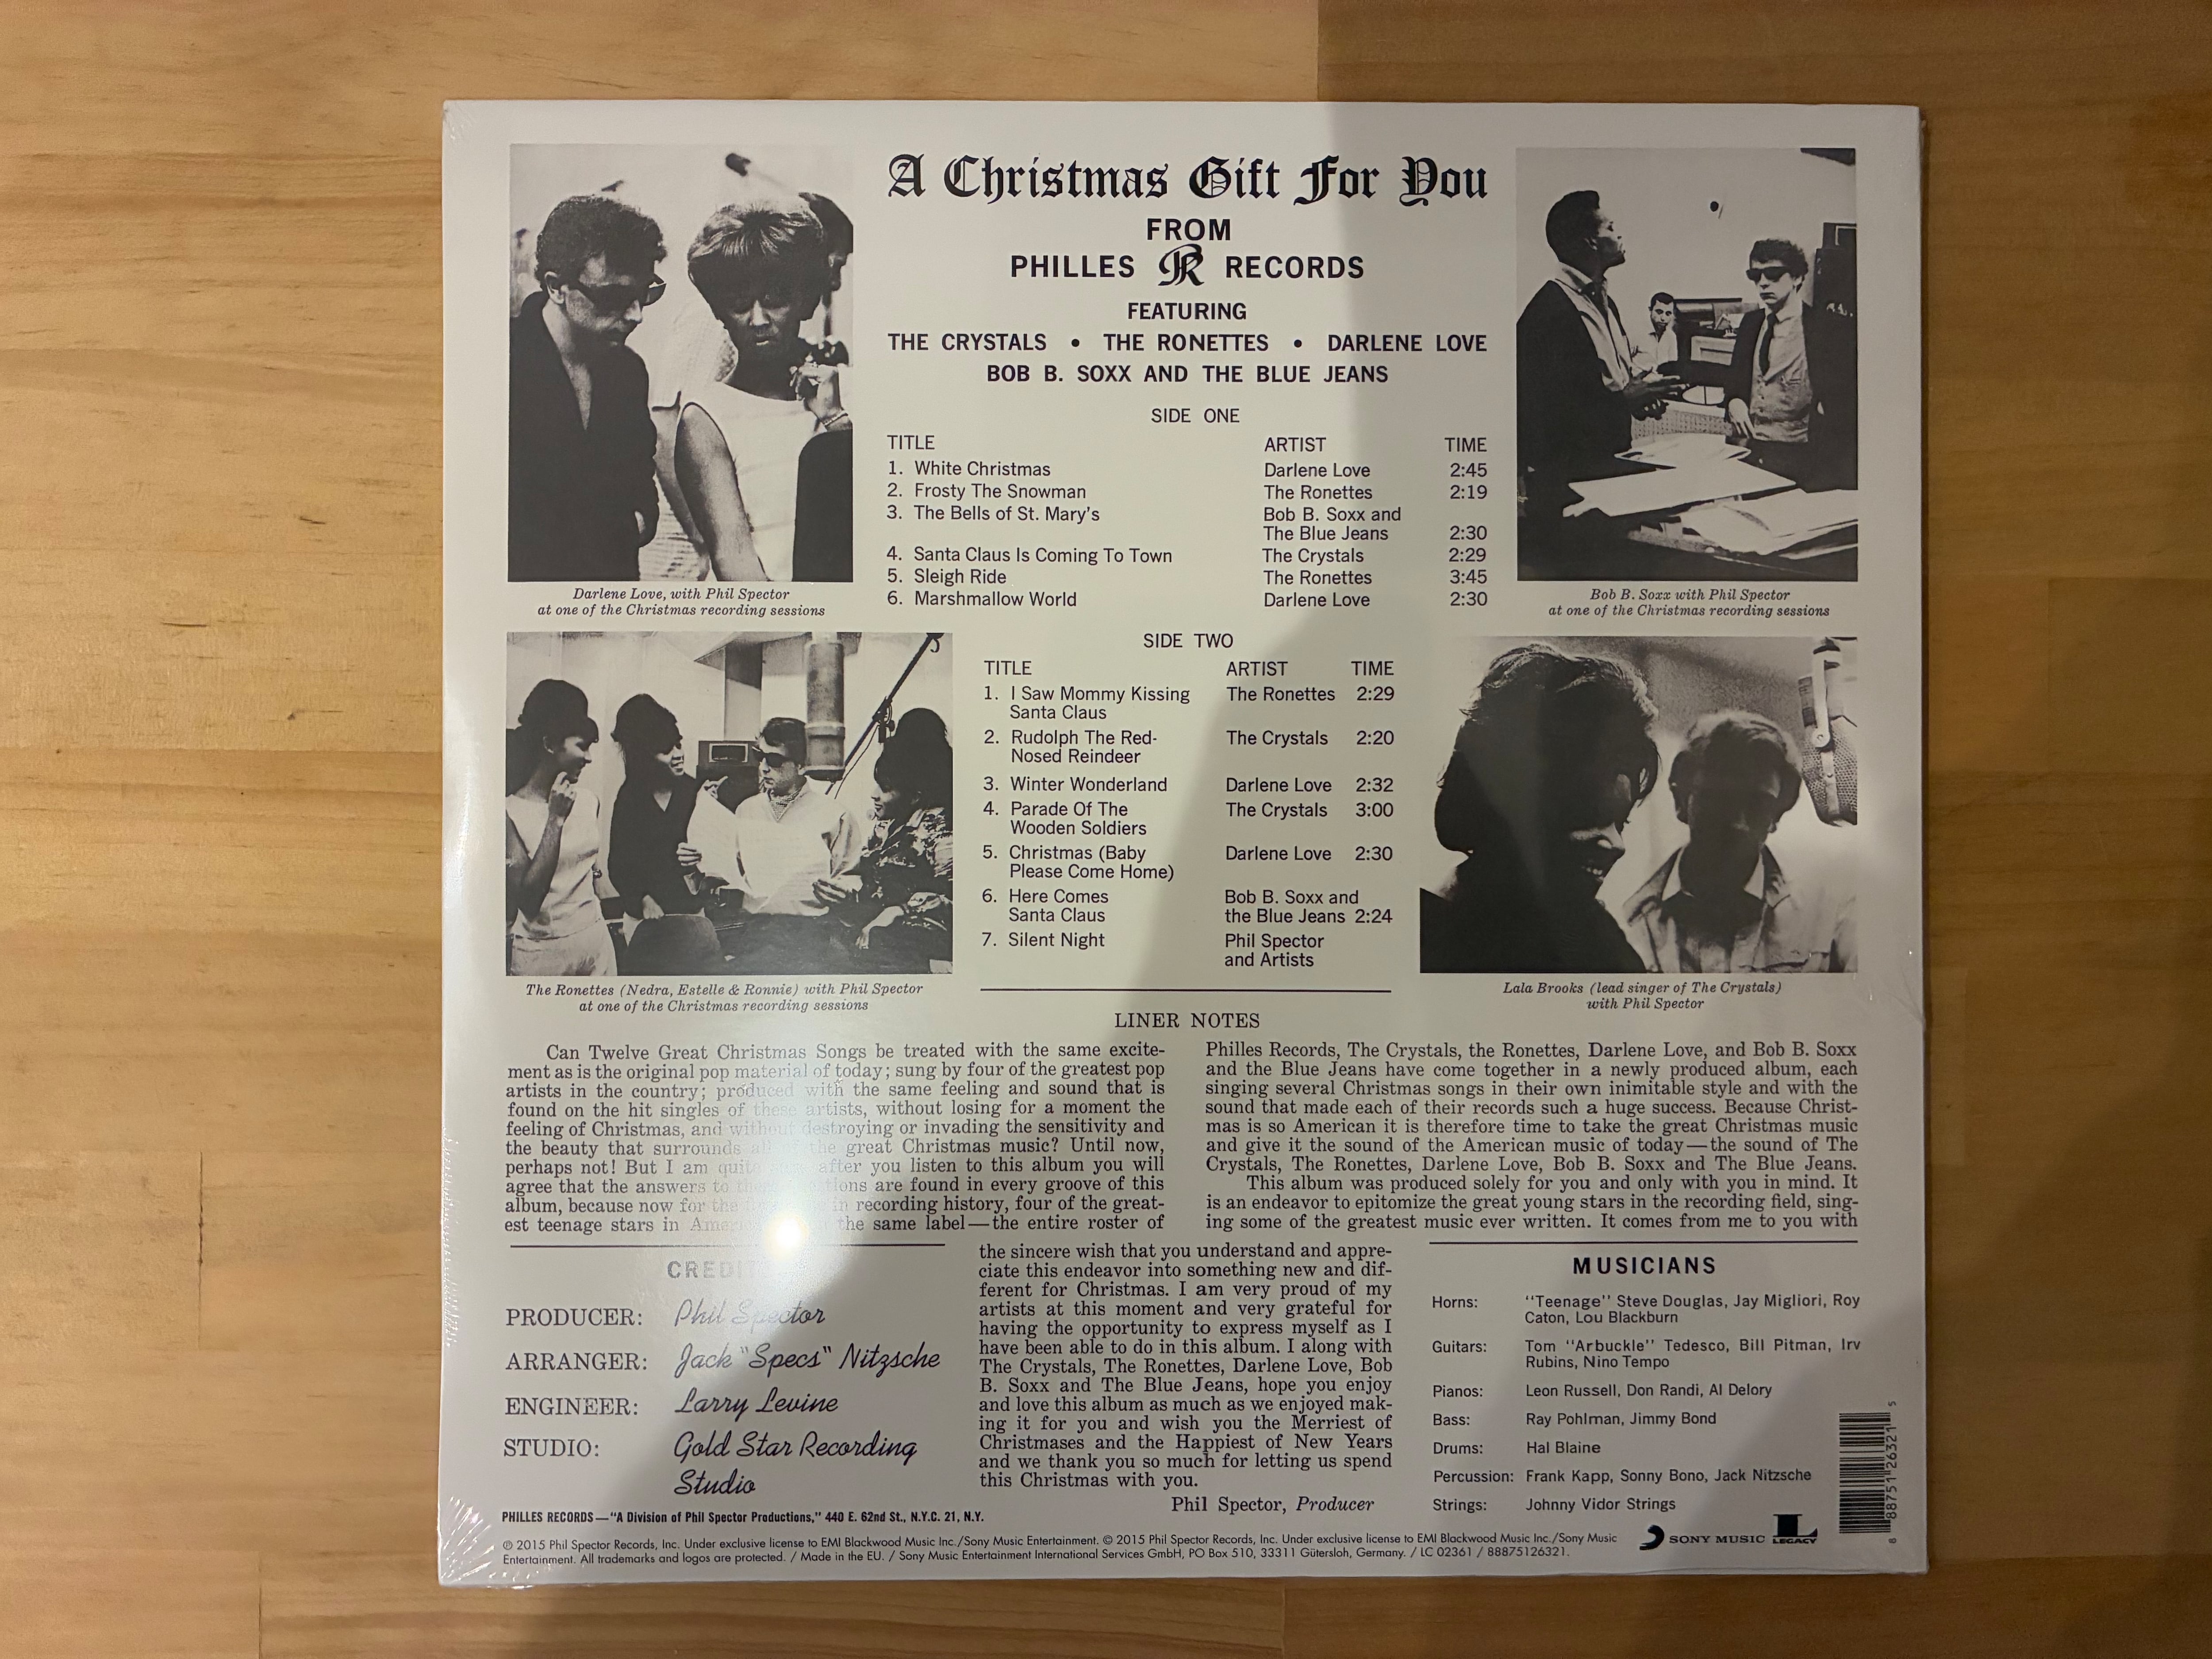 A Christmas Gift For You
FROM
PHILLES PR RECORDS
FEATURING
THE CRYSTALS • THE RONETTES • DARLENE LOVE
BOB B. SOXX AND THE BLUE JEANS
SIDE ONE
TITLE ARTIST TIME
1. White Christmas Darlene Love 2:45
2. Frosty The Snowman The Ronettes 2:19
3. The Bells of St. Mary's Bob B. Soxx and
The Blue Jeans 2:30
4. Santa Claus Is Coming To Town The Crystals 2:29
5. Sleigh Ride The Ronettes 3:45
6. Marshmallow World Darlene Love 2:30
Darlene Love, with Phil Spector
at one of the Christmas recording sessions
Bob B. Soxx with Phil Spector
at one of the Christmas recording sessions
SIDE TWO
TITLE ARTIST TIME
1. I Saw Mommy Kissing The Ronettes 2:29
Santa Claus
2. Rudolph The Red- The Crystals 2:20
Nosed Reindeer
3. Winter Wonderland Darlene Love 2:32
4. Parade Of The The Crystals 3:00
Wooden Soldiers
5. Christmas (Baby Darlene Love 2:30
Please Come Home)
6. Here Comes Bob B. Soxx and
Santa Claus the Blue Jeans 2:24
7. Silent Night Phil Spector
and Artists
The Ronettes (Nedra, Estelle & Ronnie) with Phil Spector
at one of the Christmas recording sessions
Lala Brooks (lead singer of The Crystals)
with Phil Spector
LINER NOTES
Can Twelve Great Christmas Songs be treated with the same excite-
ment as is the original pop material of today; sung by four of the greatest pop
artists in the country; produced with the same feeling and sound that is
found on the hit singles of these artists, without losing for a moment the
feeling of Christmas, and without destroying or invading the sensitivity and
the beauty that surrounds all of the great Christmas music? Until now,
perhaps not! But I am quite after you listen to this album you will
agree that the answers to are found in every groove of this
album, because now for the in recording history, four of the great-
est teenage stars in the same label—the entire roster of
Philles Records, The Crystals, the Ronettes, Darlene Love, and Bob B. Soxx
and the Blue Jeans have come together in a newly produced album, each
singing several Christmas songs in their own inimitable style and with the
sound that made each of their records such a huge success. Because Christ-
mas is so American it is therefore time to take the great Christmas music
and give it the sound of the American music of today—the sound of The
Crystals, The Ronettes, Darlene Love, Bob B. Soxx and The Blue Jeans.
This album was produced solely for you and only with you in mind. It
is an endeavor to epitomize the great young stars in the recording field, sing-
ing some of the greatest music ever written. It comes from me to you with
the sincere wish that you understand and appre-
ciate this endeavor into something new and dif-
ferent for Christmas. I am very proud of my
artists at this moment and very grateful for
having the opportunity to express myself as I
have been able to do in this album. I along with
The Crystals, The Ronettes, Darlene Love, Bob
B. Soxx and The Blue Jeans, hope you enjoy
and love this album as much as we enjoyed mak-
ing it for you and wish you the Merriest of
Christmases and the Happiest of New Years
and we thank you so much for letting us spend
this Christmas with you.
Phil Spector, Producer
PRODUCER: Phil Spector
ARRANGER: Jack "Specs" Nitzsche
ENGINEER: Larry Levine
STUDIO: Gold Star Recording
Studio
MUSICIANS
Horns: "Teenage" Steve Douglas, Jay Migliori, Roy
Caton, Lou Blackburn
Guitars: Tom "Arbuckle" Tedesco, Bill Pitman, Irv
Rubins, Nino Tempo
Pianos: Leon Russell, Don Randi, Al Delory
Bass: Ray Pohlman, Jimmy Bond
Drums: Hal Blaine
Percussion: Frank Kapp, Sonny Bono, Jack Nitzsche
Strings: Johnny Vidor Strings
PHILLES RECORDS—"A Division of Phil Spector Productions," 440 E. 62nd St., N.Y.C. 21, N.Y.
℗ 2015 Phil Spector Records, Inc. Under exclusive license to EMI Blackwood Music Inc./Sony Music Entertainment. © 2015 Phil Spector Records, Inc. Under exclusive license to EMI Blackwood Music Inc./Sony Music
Entertainment. All trademarks and logos are protected. / Made in the EU. / Sony Music Entertainment International Services GmbH, PO Box 510, 33311 Gütersloh, Germany. / LC 02361 / 88875126321.
SONY MUSIC
L LEGACY
8 88751 26321 5